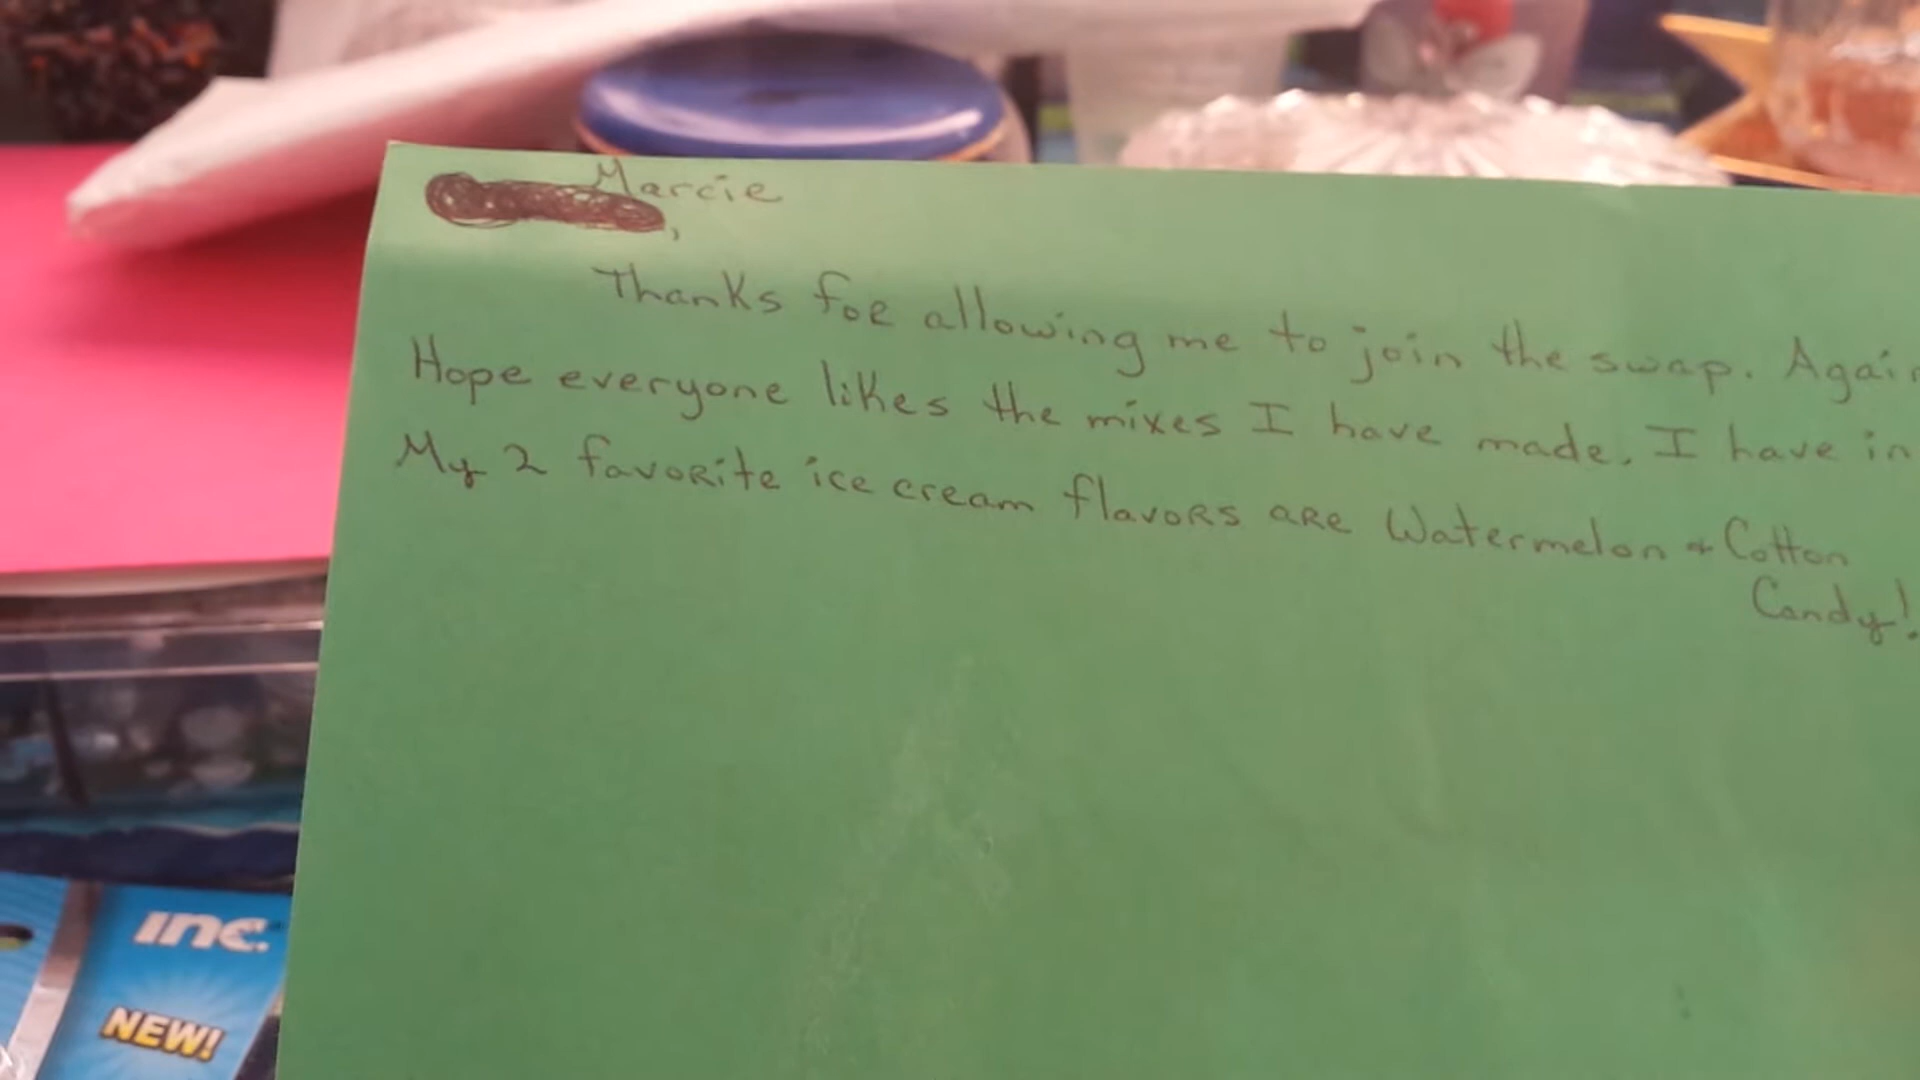 Marcie
,
Thanks for allowing me to join the swap. Again
Hope everyone likes the mixes I have made. I have in
My 2 favorite ice cream flavors are Watermelon + Cotton
Candy!
inc.
NEW!